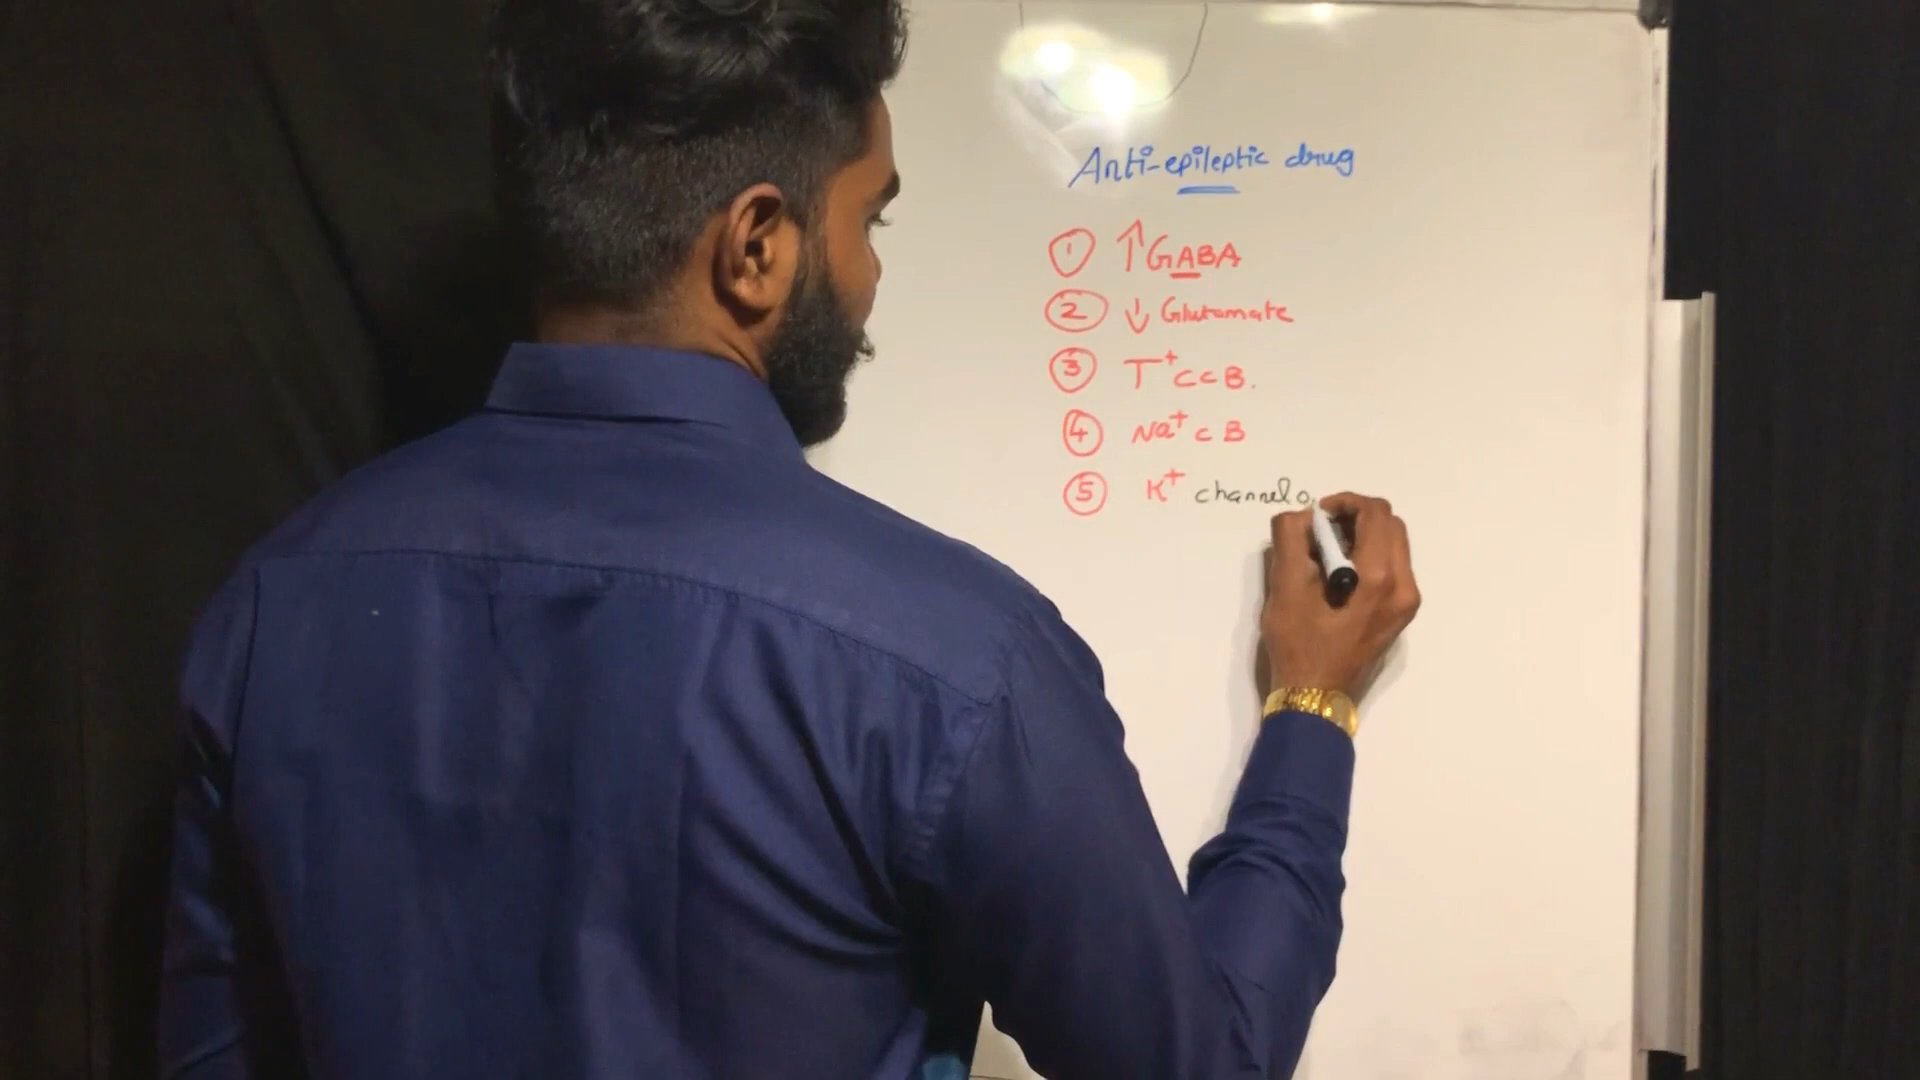 Anti-epileptic drug
① ↑ GABA
② ↓ Glutamate
③ T⁺CCB.
④ Na⁺ CB
⑤ K⁺ channel o